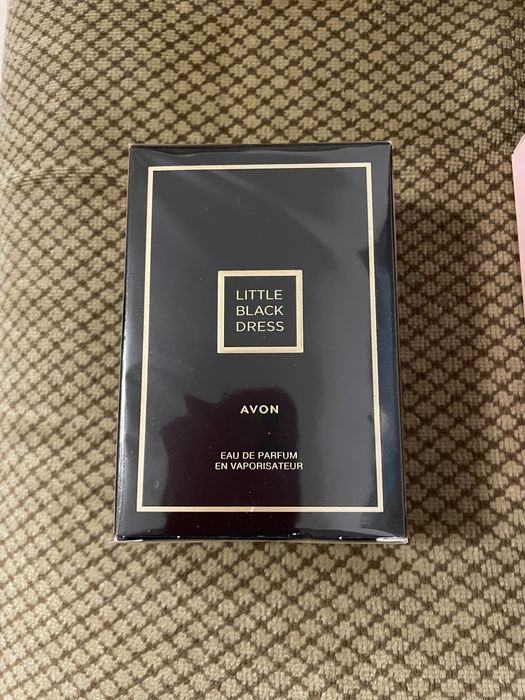 LITTLE
BLACK
DRESS
AVON
EAU DE PARFUM
EN VAPORISATEUR